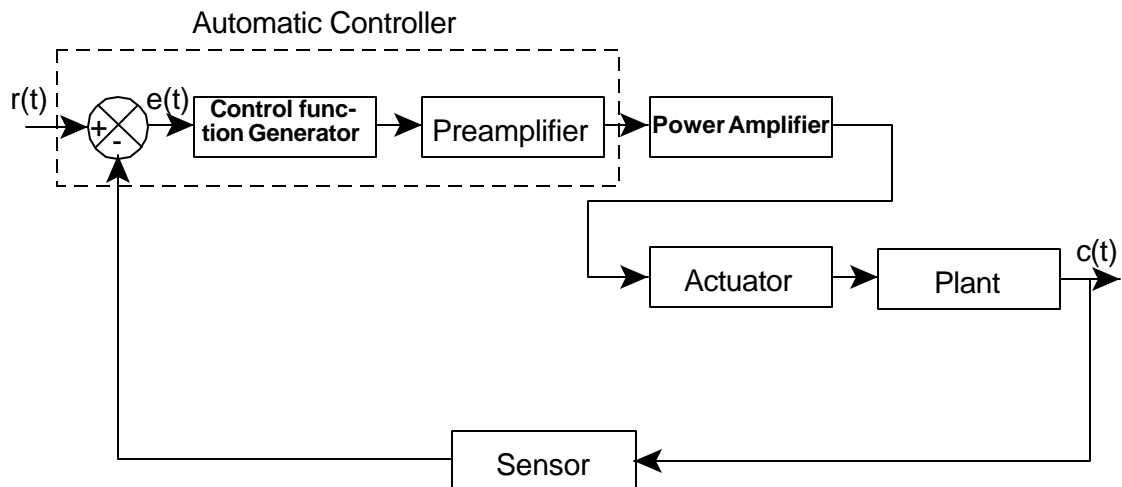 Automatic Controller
r(t)
e(t)
+
-
Control func-
tion Generator
Preamplifier
Power Amplifier
Actuator
Plant
c(t)
Sensor